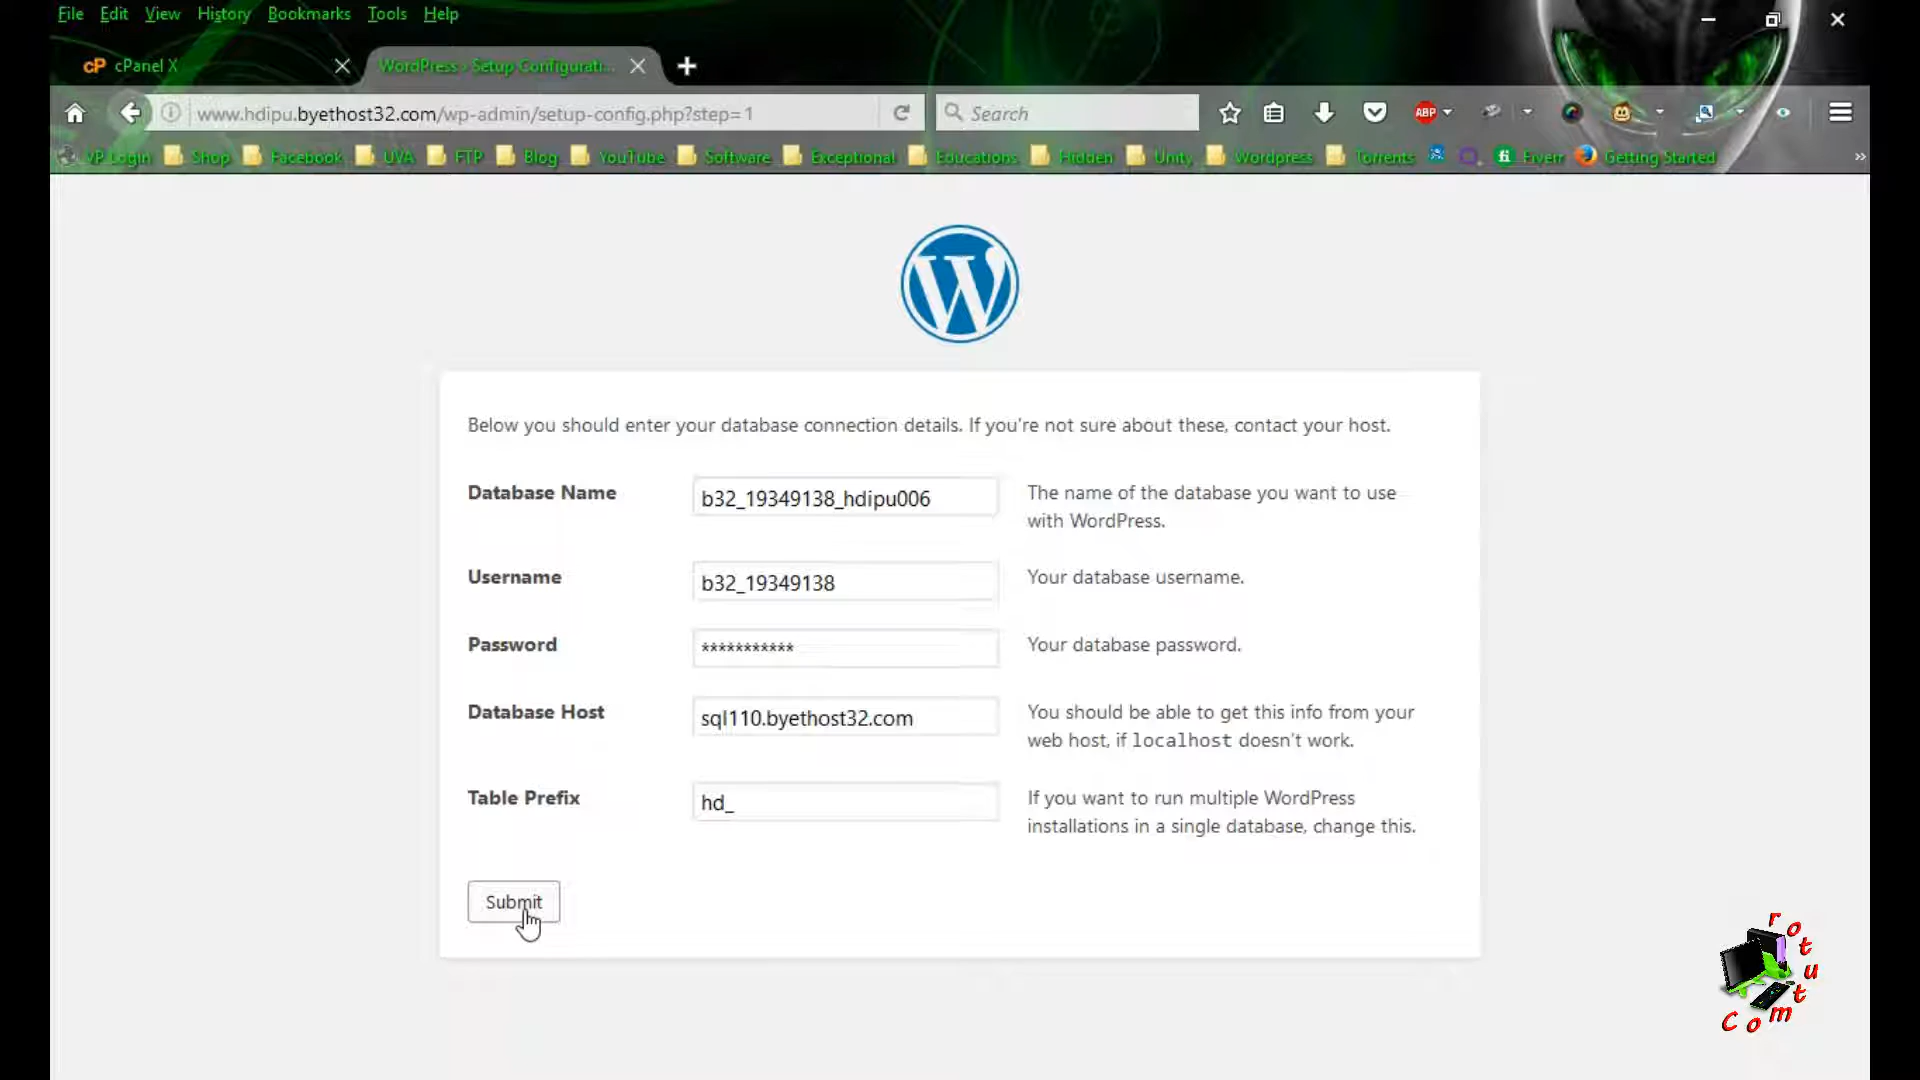 File Edit View History Bookmarks Tools Help
cP cPanel X
WordPress › Setup Configurati...
www.hdipu.byethost32.com/wp-admin/setup-config.php?step=1
Search
ABP
VP Login Shop Facebook UVA FTP Blog YouTube Software Exceptional Educations Hidden Unity Wordpress Torrents fi Fiverr Getting Started »
W
Below you should enter your database connection details. If you're not sure about these, contact your host.
Database Name b32_19349138_hdipu006 The name of the database you want to use
with WordPress.
Username b32_19349138 Your database username.
Password *********** Your database password.
Database Host sql110.byethost32.com You should be able to get this info from your
web host, if localhost doesn't work.
Table Prefix hd_ If you want to run multiple WordPress
installations in a single database, change this.
Submit
Comtutor